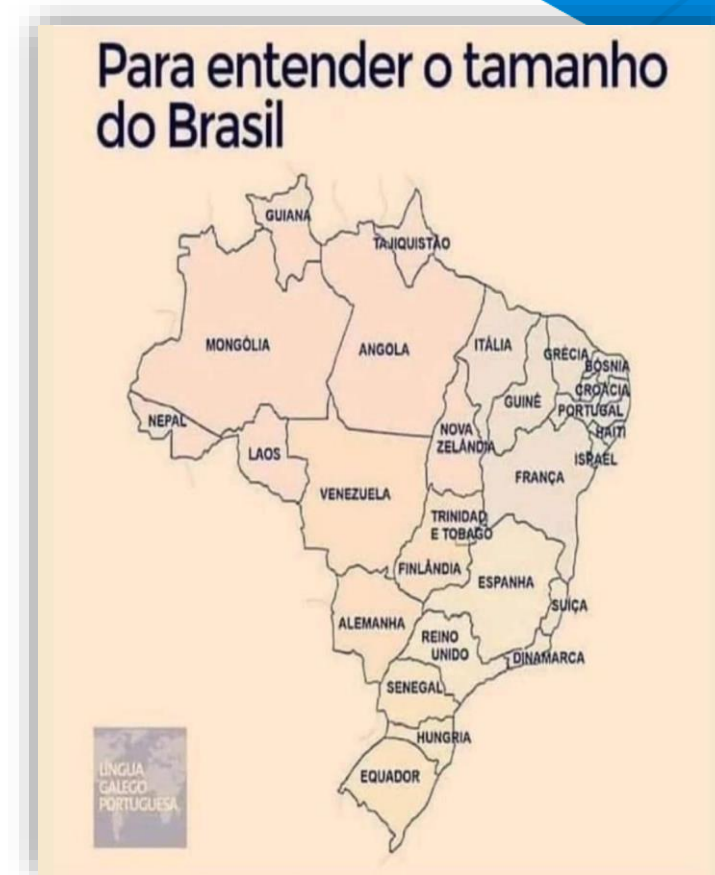 Para entender o tamanho
do Brasil
GUIANA
TAJIQUISTÃO
MONGÓLIA
ANGOLA
ITÁLIA
GRÉCIA
BÓSNIA
CROÁCIA
GUINÉ
PORTUGAL
NEPAL
HAITI
NOVA
ZELÂNDIA
LAOS
ISRAEL
FRANÇA
VENEZUELA
TRINIDAD
E TOBAGO
FINLÂNDIA
ESPANHA
SUÍÇA
ALEMANHA
REINO
UNIDO
DINAMARCA
SENEGAL
HUNGRIA
EQUADOR
LÍNGUA
GALEGO
PORTUGUESA